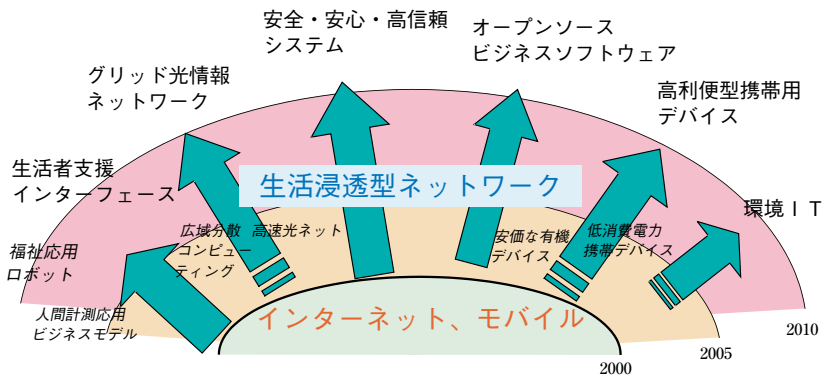 安全・安心・高信頼
システム
オープンソース
ビジネスソフトウェア
グリッド光情報
ネットワーク
高利便型携帯用
デバイス
生活者支援
インターフェース
生活浸透型ネットワーク
環境ＩＴ
広域分散
コンピュー
ティング
高速光ネット
安価な有機
デバイス
低消費電力
携帯デバイス
福祉応用
ロボット
人間計測応用
ビジネスモデル
インターネット、モバイル
2010
2005
2000